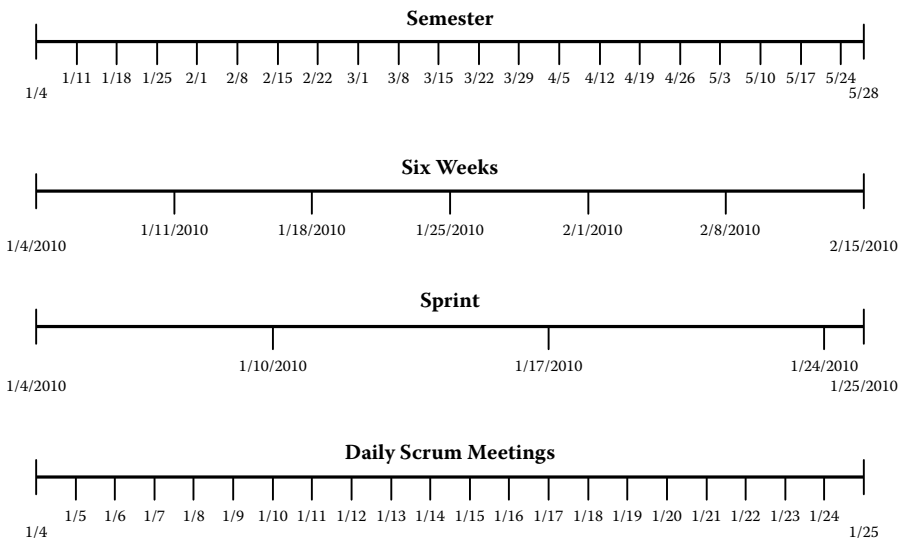 Semester
1/11 1/18 1/25 2/1 2/8 2/15 2/22 3/1 3/8 3/15 3/22 3/29 4/5 4/12 4/19 4/26 5/3 5/10 5/17 5/24
1/4 5/28
Six Weeks
1/11/2010 1/18/2010 1/25/2010 2/1/2010 2/8/2010
1/4/2010 2/15/2010
Sprint
1/10/2010 1/17/2010 1/24/2010
1/4/2010 1/25/2010
Daily Scrum Meetings
1/5 1/6 1/7 1/8 1/9 1/10 1/11 1/12 1/13 1/14 1/15 1/16 1/17 1/18 1/19 1/20 1/21 1/22 1/23 1/24
1/4 1/25